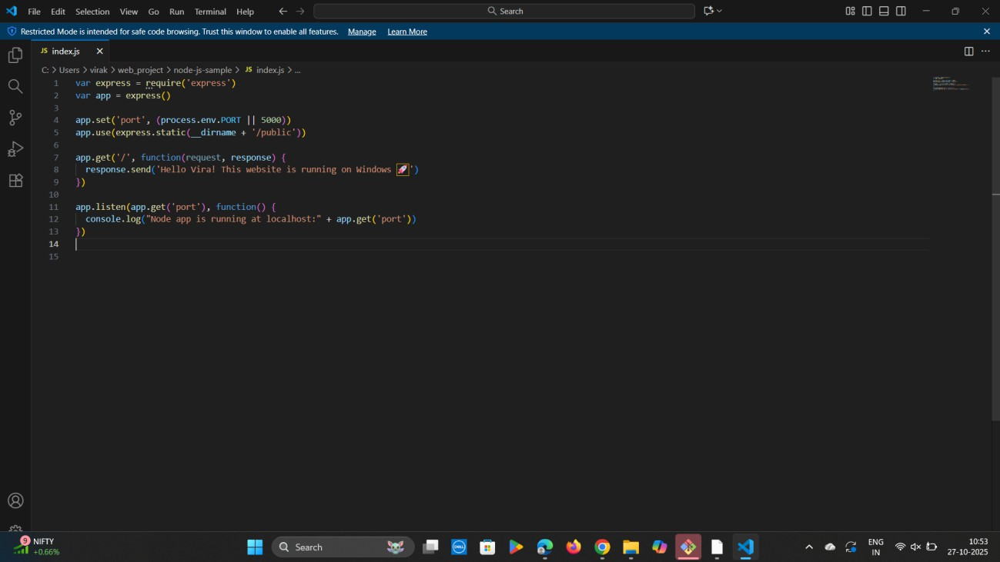 File Edit Selection View Go Run Terminal Help Search
Restricted Mode is intended for safe code browsing. Trust this window to enable all features. Manage Learn More
JS index.js
C: > Users > virak > web_project > node-js-sample > JS index.js > ...
1 var express = require('express')
2 var app = express()
3
4 app.set('port', (process.env.PORT || 5000))
5 app.use(express.static(__dirname + '/public'))
6
7 app.get('/', function(request, response) {
8 response.send('Hello Vira! This website is running on Windows 🚀')
9 })
10
11 app.listen(app.get('port'), function() {
12 console.log("Node app is running at localhost:" + app.get('port'))
13 })
14
15
9 NIFTY
+0.66%
Search
DELL
ENG
IN
10:53
27-10-2025